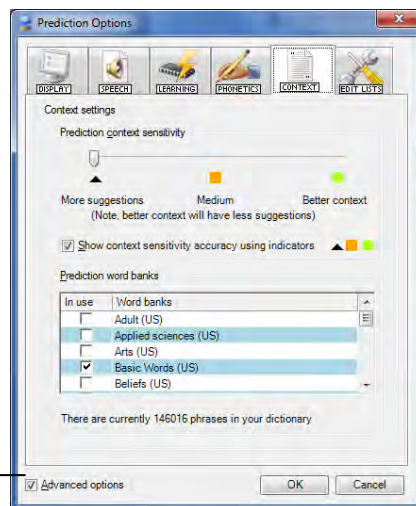 Prediction Options
DISPLAY SPEECH LEARNING PHONETICS CONTEXT EDIT LISTS
Context settings
Prediction context sensitivity
More suggestions Medium Better context
(Note, better context will have less suggestions)
Show context sensitivity accuracy using indicators
Prediction word banks
In use Word banks
Adult (US)
Applied sciences (US)
Arts (US)
Basic Words (US)
Beliefs (US)
There are currently 146016 phrases in your dictionary
Advanced options OK Cancel